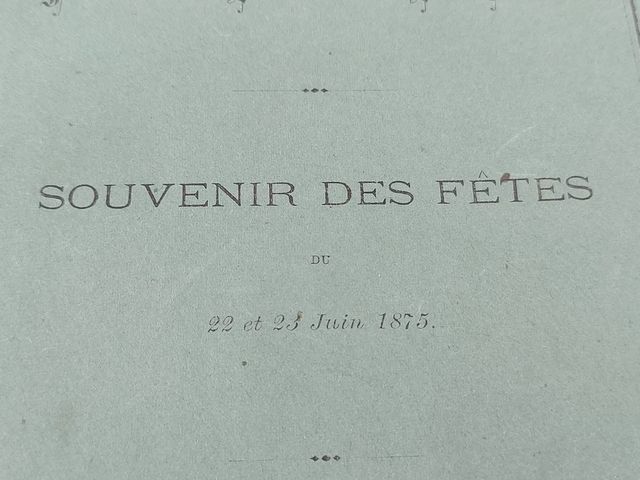 SOUVENIR DES FÊTES
DU
22 et 23 Juin 1875.